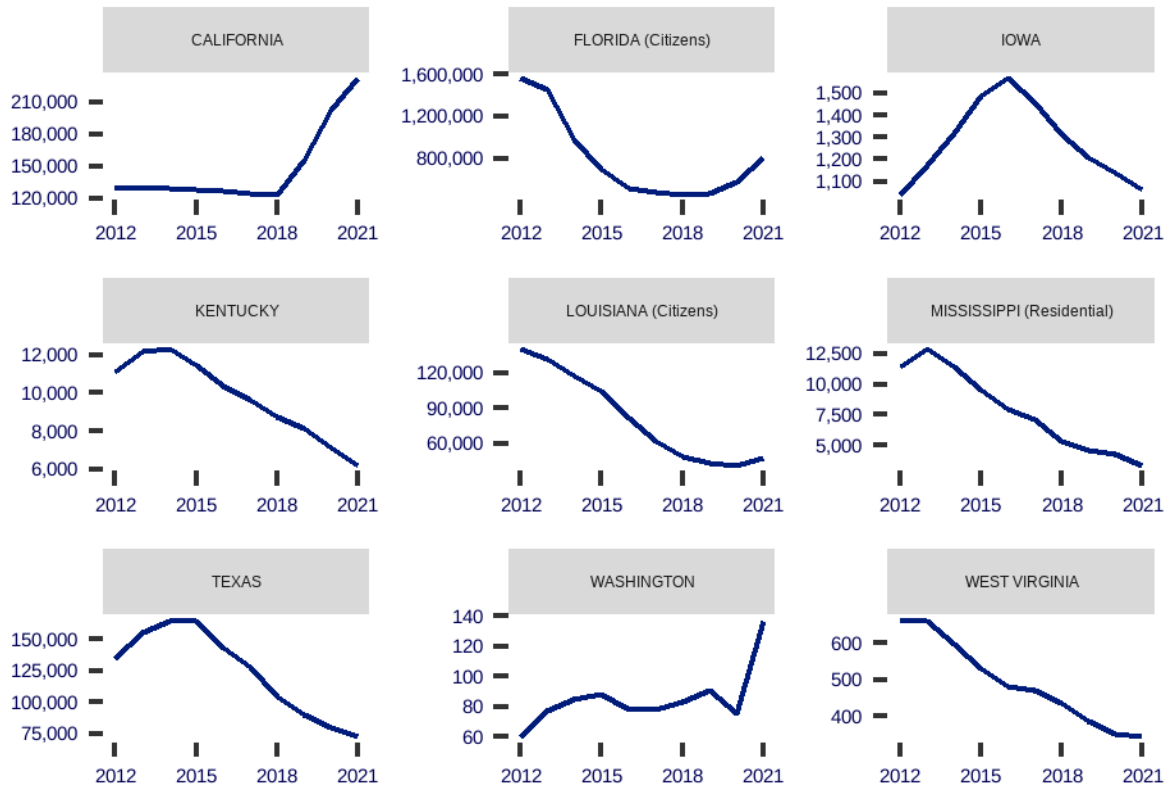 CALIFORNIA
210,000
180,000
150,000
120,000
2012 2015 2018 2021
FLORIDA (Citizens)
1,600,000
1,200,000
800,000
2012 2015 2018 2021
IOWA
1,500
1,400
1,300
1,200
1,100
2012 2015 2018 2021
KENTUCKY
12,000
10,000
8,000
6,000
2012 2015 2018 2021
LOUISIANA (Citizens)
120,000
90,000
60,000
2012 2015 2018 2021
MISSISSIPPI (Residential)
12,500
10,000
7,500
5,000
2012 2015 2018 2021
TEXAS
150,000
125,000
100,000
75,000
2012 2015 2018 2021
WASHINGTON
140
120
100
80
60
2012 2015 2018 2021
WEST VIRGINIA
600
500
400
2012 2015 2018 2021